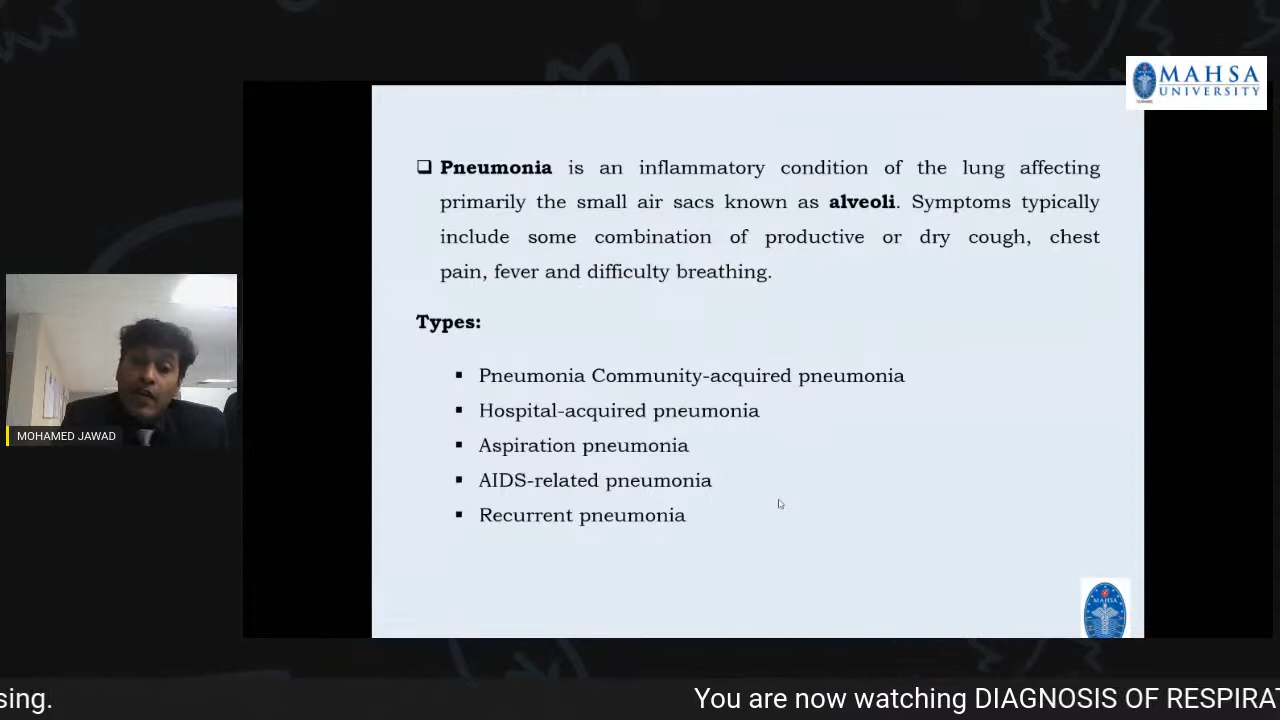 MAHSA
UNIVERSITY
❑ Pneumonia is an inflammatory condition of the lung affecting
primarily the small air sacs known as alveoli. Symptoms typically
include some combination of productive or dry cough, chest
pain, fever and difficulty breathing.
Types:
▪ Pneumonia Community-acquired pneumonia
▪ Hospital-acquired pneumonia
▪ Aspiration pneumonia
▪ AIDS-related pneumonia
▪ Recurrent pneumonia
MOHAMED JAWAD
MAHSA
sing.
You are now watching DIAGNOSIS OF RESPIRAT